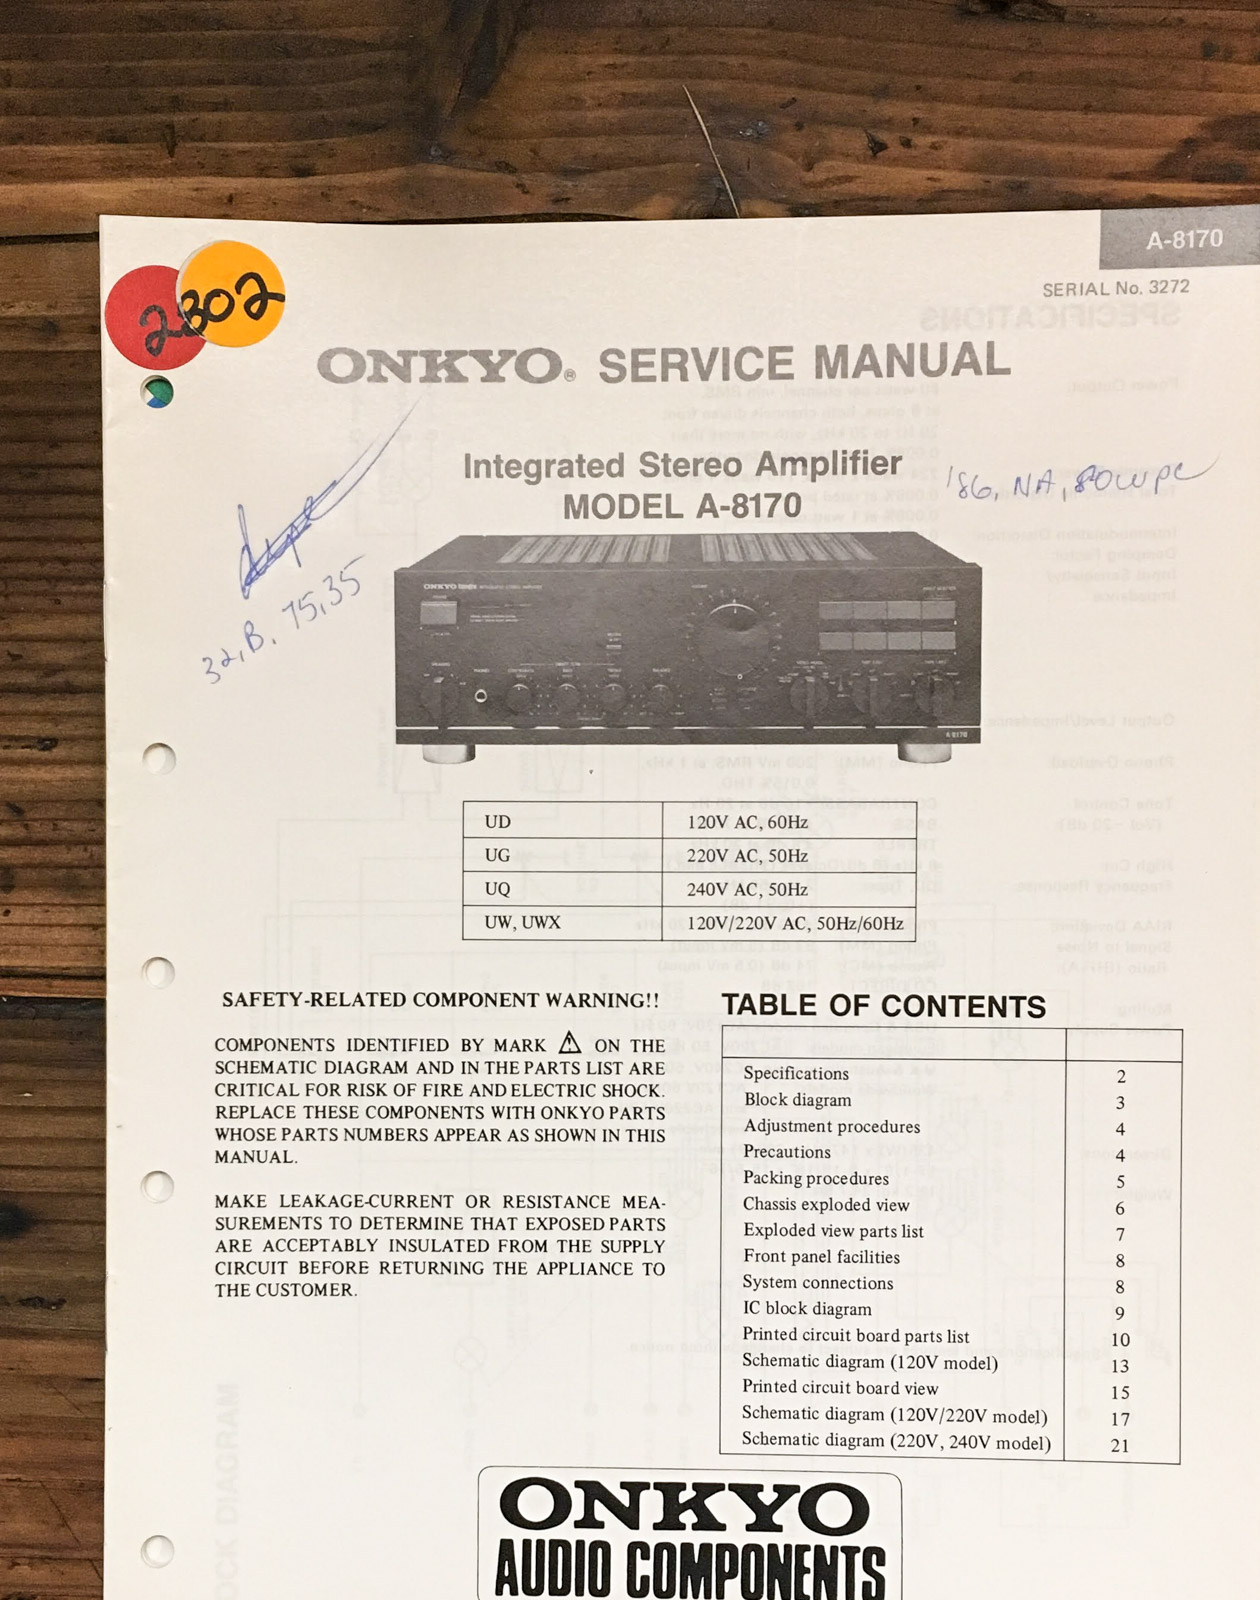 A-8170
SERIAL No. 3272
2802
ONKYO® SERVICE MANUAL
Integrated Stereo Amplifier
MODEL A-8170
'86, NA, 80wpc
32, B, 75, 35
ONKYO
A-8170
UD 120V AC, 60Hz
UG 220V AC, 50Hz
UQ 240V AC, 50Hz
UW, UWX 120V/220V AC, 50Hz/60Hz
SAFETY-RELATED COMPONENT WARNING!!
COMPONENTS IDENTIFIED BY MARK ⚠ ON THE
SCHEMATIC DIAGRAM AND IN THE PARTS LIST ARE
CRITICAL FOR RISK OF FIRE AND ELECTRIC SHOCK.
REPLACE THESE COMPONENTS WITH ONKYO PARTS
WHOSE PARTS NUMBERS APPEAR AS SHOWN IN THIS
MANUAL.
MAKE LEAKAGE-CURRENT OR RESISTANCE MEA-
SUREMENTS TO DETERMINE THAT EXPOSED PARTS
ARE ACCEPTABLY INSULATED FROM THE SUPPLY
CIRCUIT BEFORE RETURNING THE APPLIANCE TO
THE CUSTOMER.
TABLE OF CONTENTS
Specifications 2
Block diagram 3
Adjustment procedures 4
Precautions 4
Packing procedures 5
Chassis exploded view 6
Exploded view parts list 7
Front panel facilities 8
System connections 8
IC block diagram 9
Printed circuit board parts list 10
Schematic diagram (120V model) 13
Printed circuit board view 15
Schematic diagram (120V/220V model) 17
Schematic diagram (220V, 240V model) 21
ONKYO
AUDIO COMPONENTS